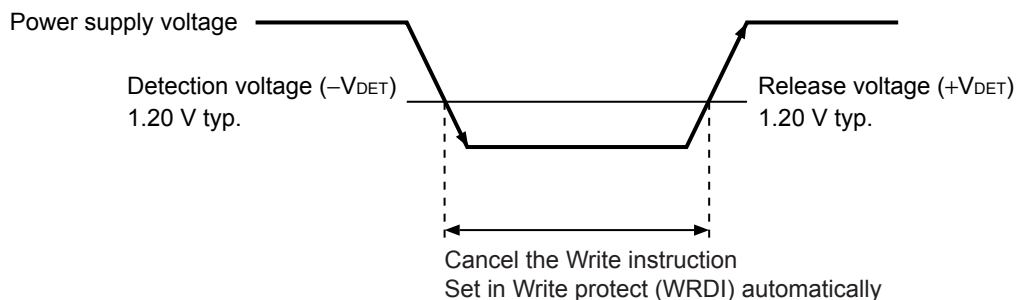 Power supply voltage
Detection voltage (−VDET)
1.20 V typ.
Release voltage (+VDET)
1.20 V typ.
Cancel the Write instruction
Set in Write protect (WRDI) automatically